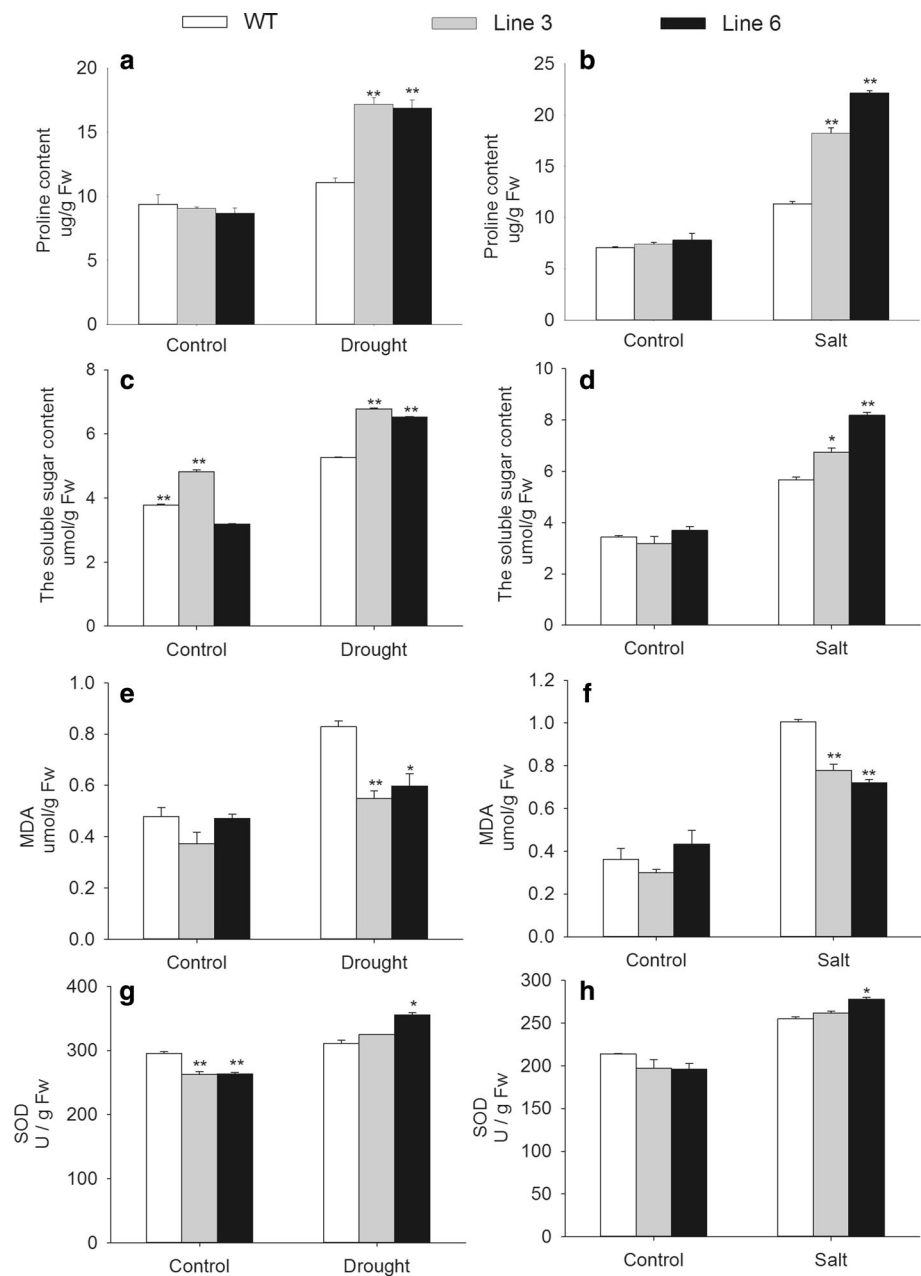 WT Line 3 Line 6
a
Proline content
ug/g Fw
20
15
10
5
0
** **
Control Drought
b
Proline content
ug/g Fw
25
20
15
10
5
0
** **
Control Salt
c
The soluble sugar content
umol/g Fw
8
6
4
2
0
** ** ** **
Control Drought
d
The soluble sugar content
umol/g Fw
10
8
6
4
2
0
* **
Control Salt
e
MDA
umol/g Fw
1.0
0.8
0.6
0.4
0.2
0.0
** *
Control Drought
f
MDA
umol/g Fw
1.2
1.0
0.8
0.6
0.4
0.2
0.0
** **
Control Salt
g
SOD
U / g Fw
400
300
200
100
0
** ** *
Control Drought
h
SOD
U / g Fw
300
250
200
150
100
50
0
*
Control Salt